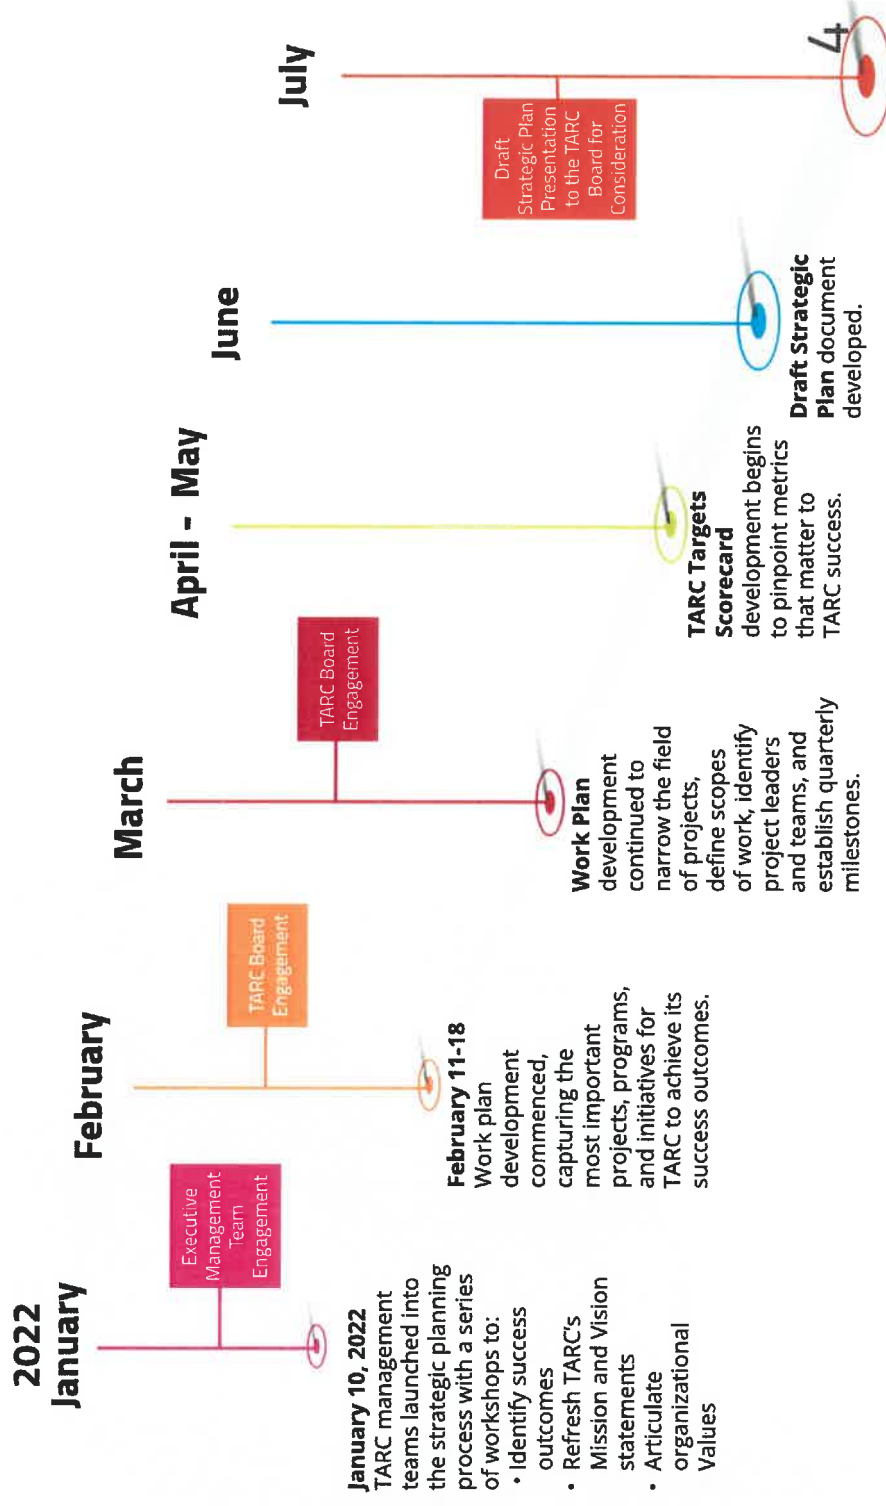 2022
January
Executive
Management
Team
Engagement
January 10, 2022
TARC management
teams launched into
the strategic planning
process with a series
of workshops to:
• Identify success
outcomes
• Refresh TARC's
Mission and Vision
statements
• Articulate
organizational
Values
February
TARC Board
Engagement
February 11-18
Work plan
development
commenced,
capturing the
most important
projects, programs,
and initiatives for
TARC to achieve its
success outcomes.
March
TARC Board
Engagement
Work Plan
development
continued to
narrow the field
of projects,
define scopes
of work, identify
project leaders
and teams, and
establish quarterly
milestones.
April - May
TARC Targets
Scorecard
development begins
to pinpoint metrics
that matter to
TARC success.
June
Draft Strategic
Plan document
developed.
July
Draft
Strategic Plan
Presentation
to the TARC
Board for
Consideration
4